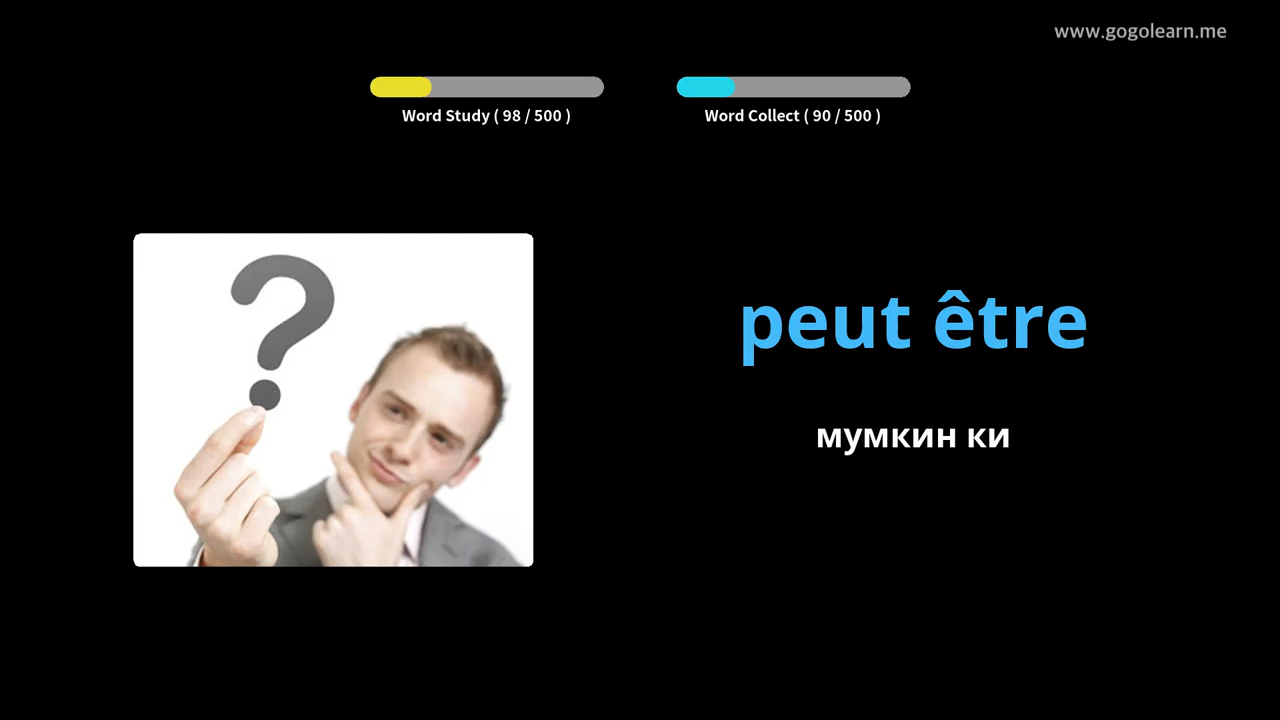 www.gogolearn.me
Word Study ( 98 / 500 )
Word Collect ( 90 / 500 )
?
peut être
мумкин ки